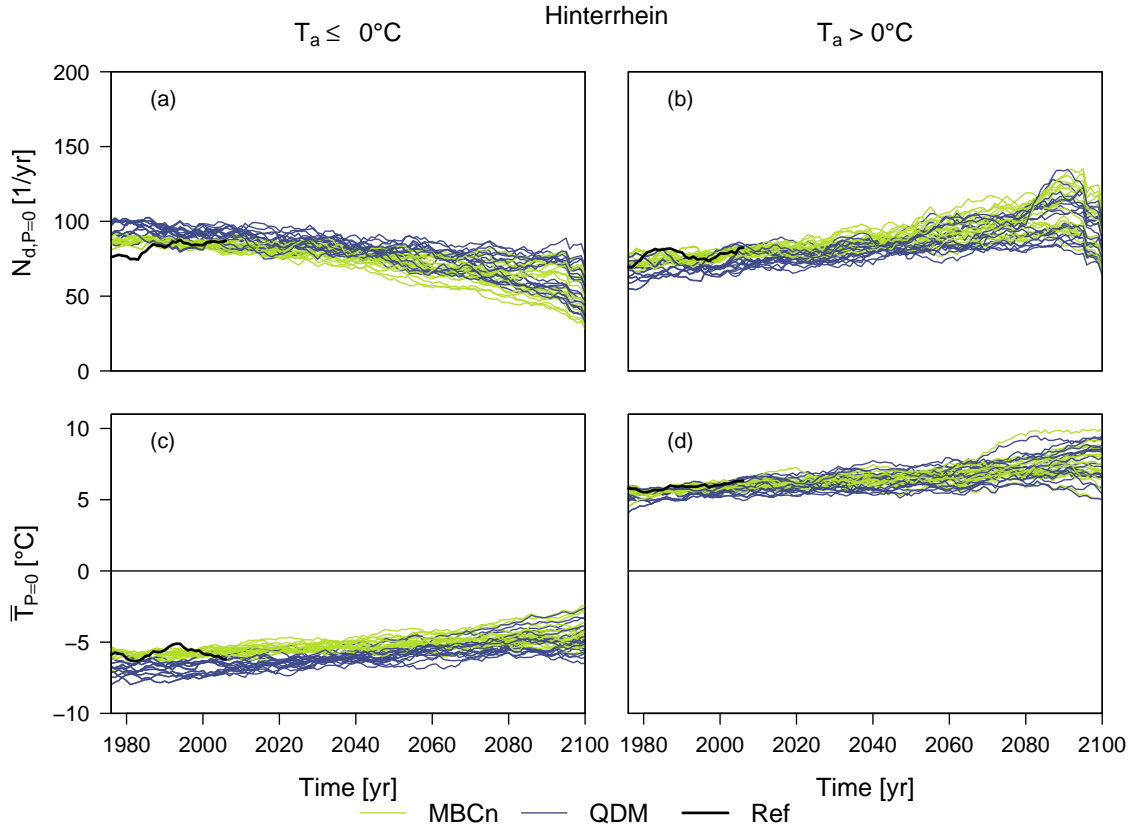 Hinterrhein
T_a ≤ 0°C
T_a > 0°C
N_d,P=0 [1/yr]
200
150
100
50
0
(a)
(b)
T̿_P=0 [°C]
10
5
0
−5
−10
(c)
(d)
1980 2000 2020 2040 2060 2080 2100
1980 2000 2020 2040 2060 2080 2100
Time [yr]
Time [yr]
MBCn QDM Ref